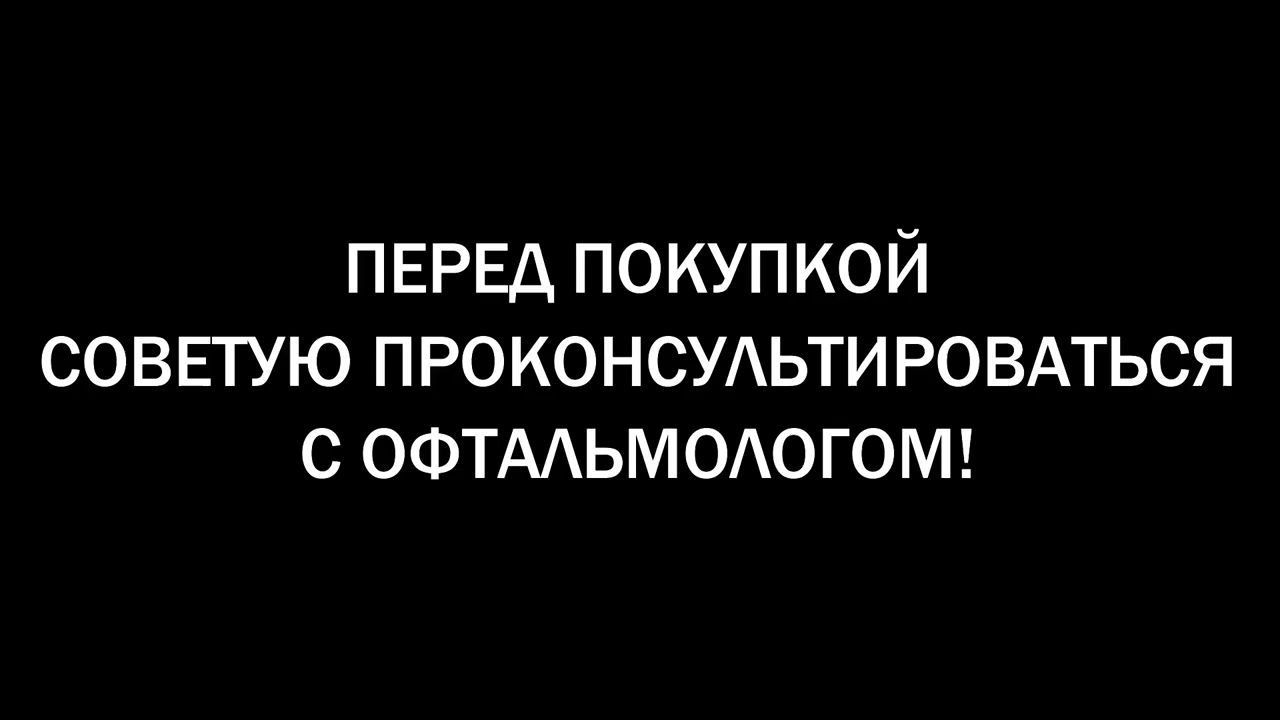 ПЕРЕД ПОКУПКОЙ
СОВЕТУЮ ПРОКОНСУЛЬТИРОВАТЬСЯ
С ОФТАЛЬМОЛОГОМ!